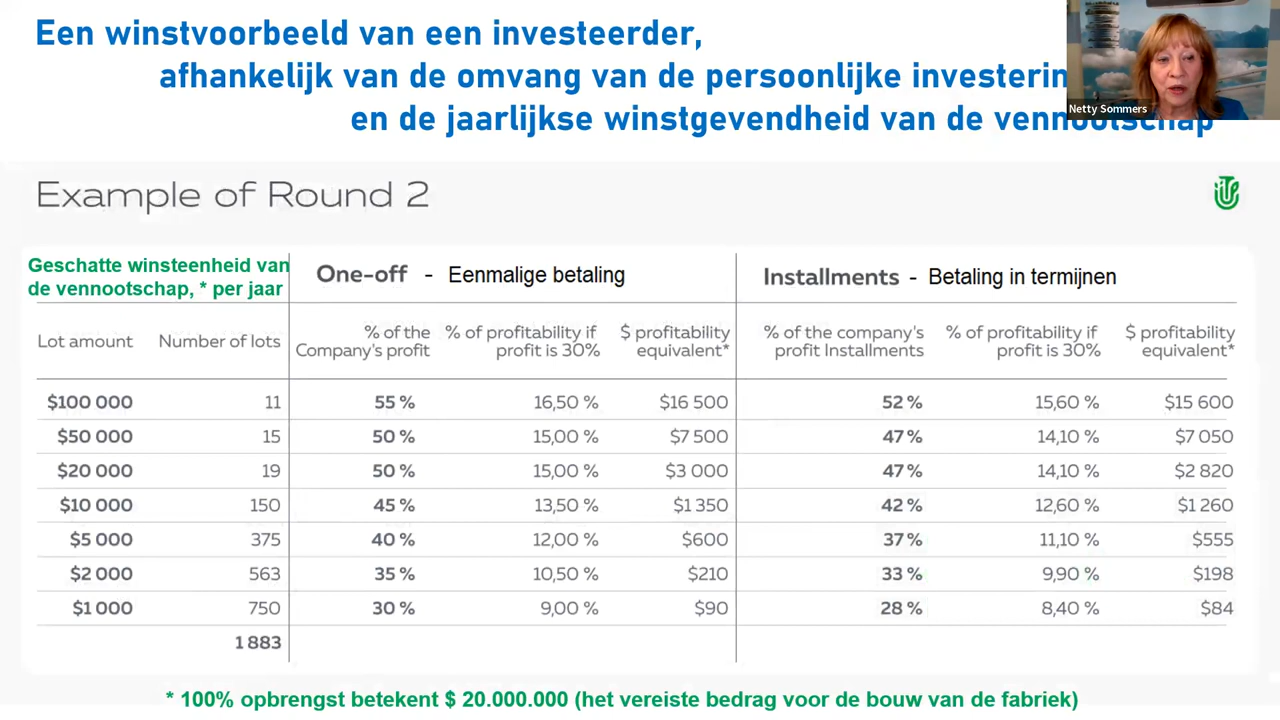 Een winstvoorbeeld van een investeerder,
afhankelijk van de omvang van de persoonlijke investerin
en de jaarlijkse winstgevendheid van de vennootschap
Netty Sommers
Example of Round 2
Geschatte winsteenheid van
de vennootschap, * per jaar
One-off - Eenmalige betaling
Installments - Betaling in termijnen
Lot amount Number of lots % of the Company's profit % of profitability if profit is 30% $ profitability equivalent* % of the company's profit Installments % of profitability if profit is 30% $ profitability equivalent*
$100 000 11 55 % 16,50 % $16 500 52 % 15,60 % $15 600
$50 000 15 50 % 15,00 % $7 500 47 % 14,10 % $7 050
$20 000 19 50 % 15,00 % $3 000 47 % 14,10 % $2 820
$10 000 150 45 % 13,50 % $1 350 42 % 12,60 % $1 260
$5 000 375 40 % 12,00 % $600 37 % 11,10 % $555
$2 000 563 35 % 10,50 % $210 33 % 9,90 % $198
$1 000 750 30 % 9,00 % $90 28 % 8,40 % $84
1 883
* 100% opbrengst betekent $ 20.000.000 (het vereiste bedrag voor de bouw van de fabriek)